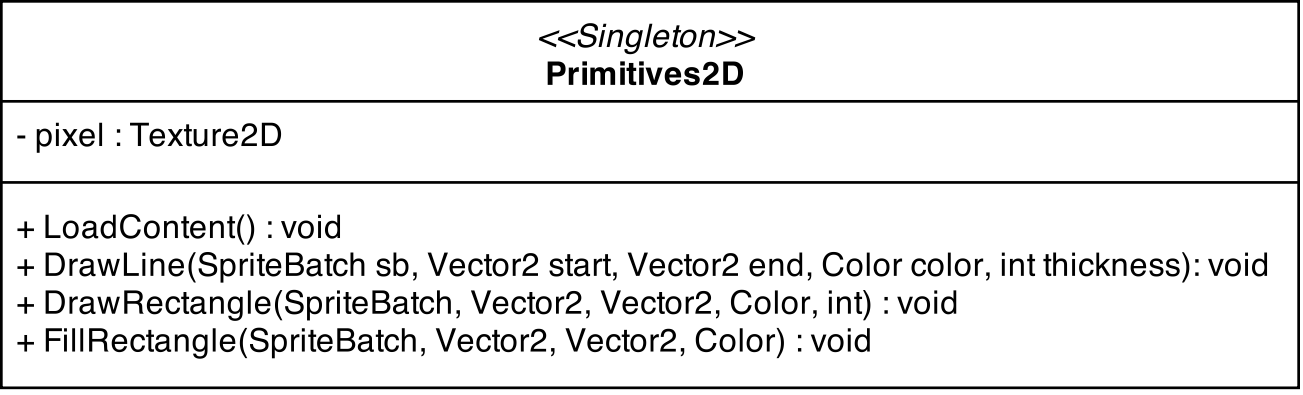 <<Singleton>>
Primitives2D
- pixel : Texture2D
+ LoadContent() : void
+ DrawLine(SpriteBatch sb, Vector2 start, Vector2 end, Color color, int thickness): void
+ DrawRectangle(SpriteBatch, Vector2, Vector2, Color, int) : void
+ FillRectangle(SpriteBatch, Vector2, Vector2, Color) : void